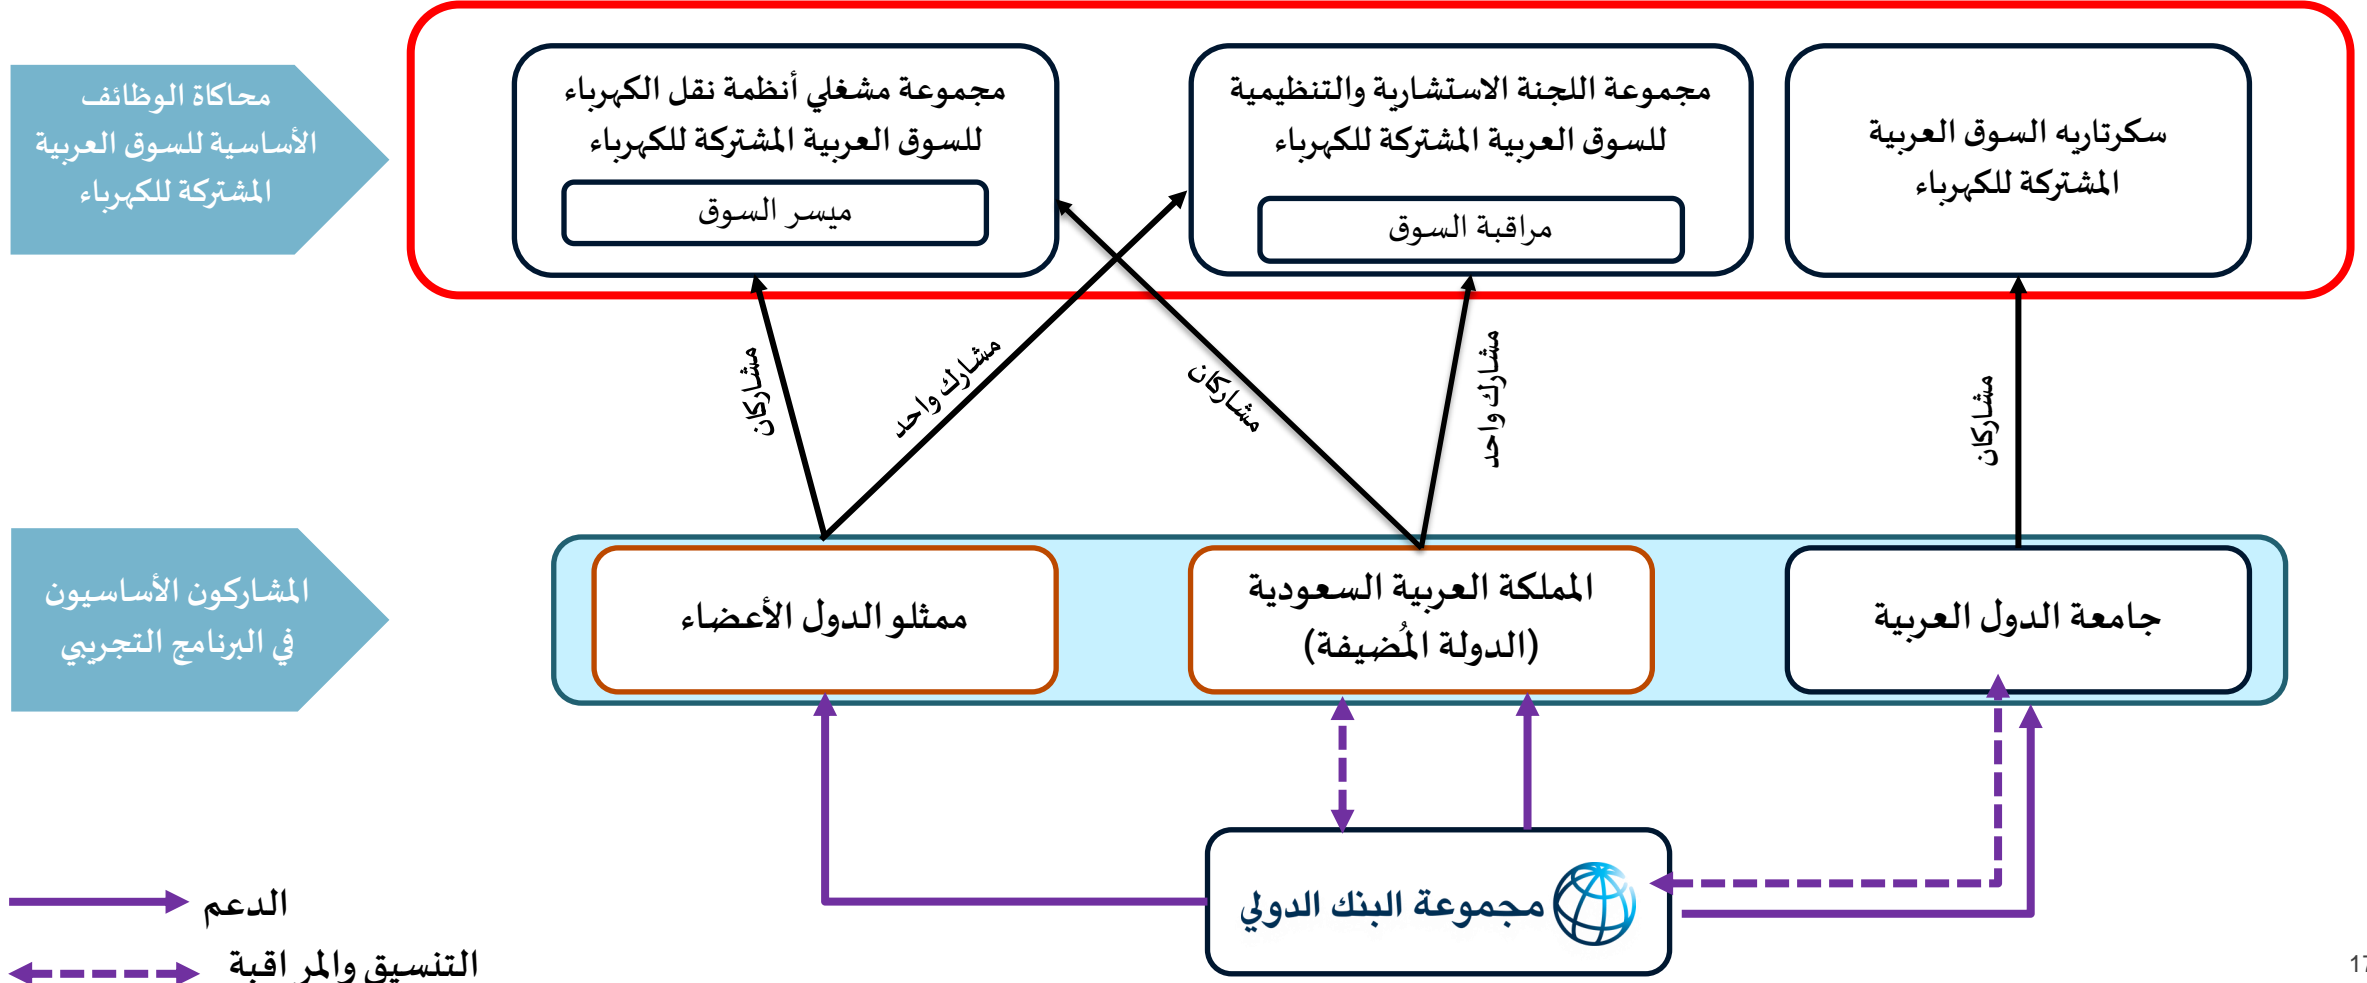 محاكاة الوظائف
الأساسية للسوق العربية
المشتركة للكهرباء
سكرتاريه السوق العربية
المشتركة للكهرباء
مجموعة اللجنة الاستشارية والتنظيمية
للسوق العربية المشتركة للكهرباء
مراقبة السوق
مجموعة مشغلي أنظمة نقل الكهرباء
للسوق العربية المشتركة للكهرباء
ميسر السوق
مشاركان
مشارك واحد
مشاركان
مشارك واحد
مشاركان
المشاركون الأساسيون
في البرنامج التجريبي
جامعة الدول العربية
المملكة العربية السعودية
(الدولة المُضيفة)
ممثلو الدول الأعضاء
مجموعة البنك الدولي
الدعم
التنسيق والمراقبة
17